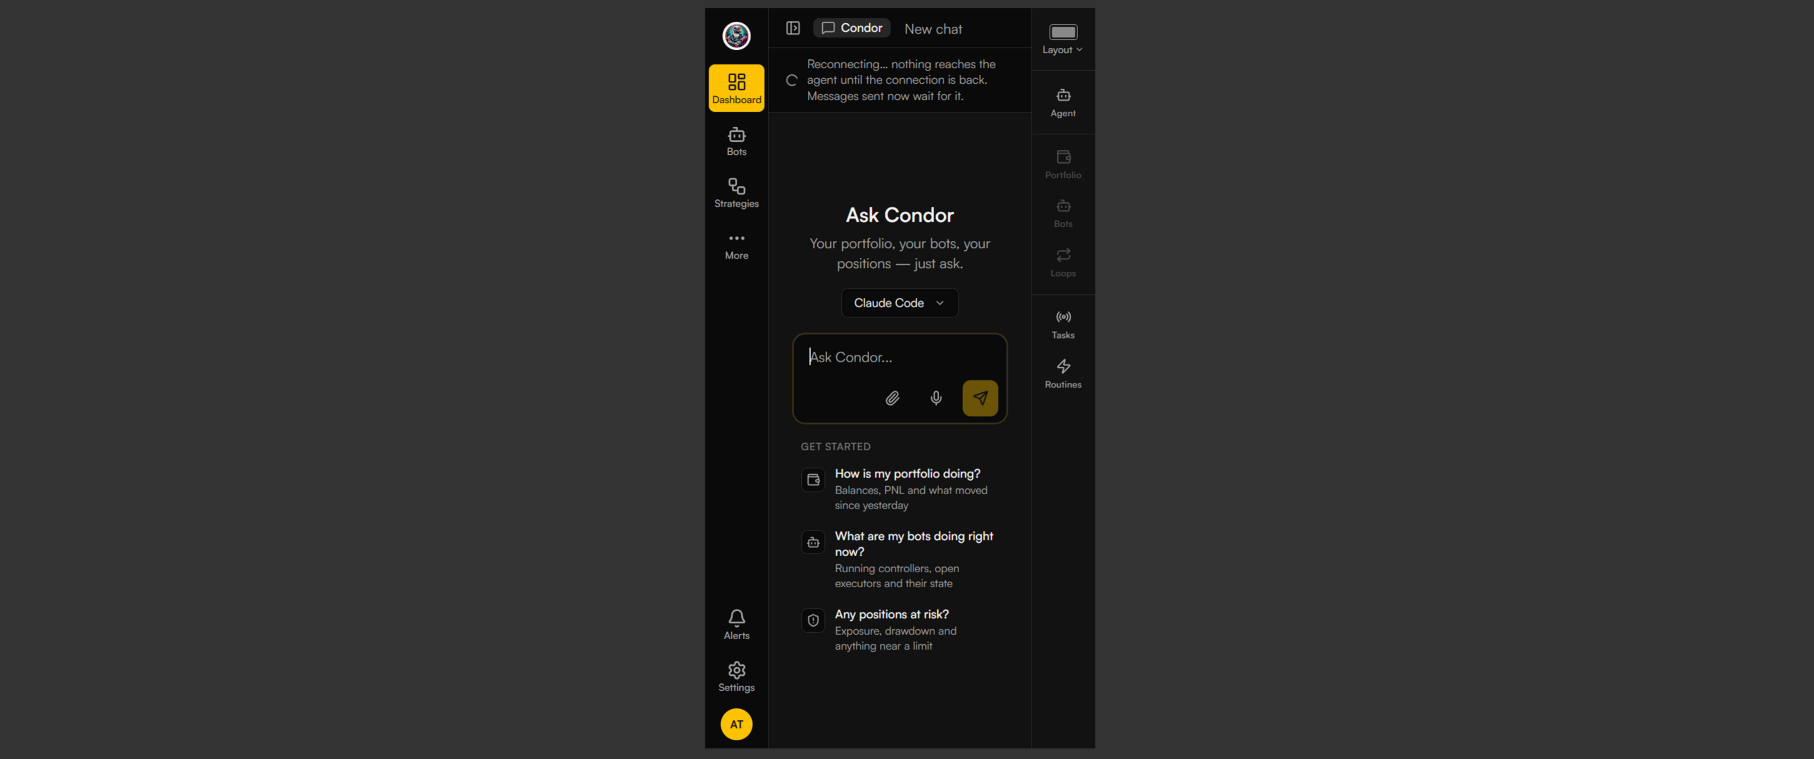 Dashboard
Bots
Strategies
More
Alerts
Settings
AT
Condor
New chat
Reconnecting... nothing reaches the
agent until the connection is back.
Messages sent now wait for it.
Ask Condor
Your portfolio, your bots, your
positions — just ask.
Claude Code
Ask Condor...
GET STARTED
How is my portfolio doing?
Balances, PNL and what moved
since yesterday
What are my bots doing right
now?
Running controllers, open
executors and their state
Any positions at risk?
Exposure, drawdown and
anything near a limit
Layout
Agent
Portfolio
Bots
Loops
Tasks
Routines